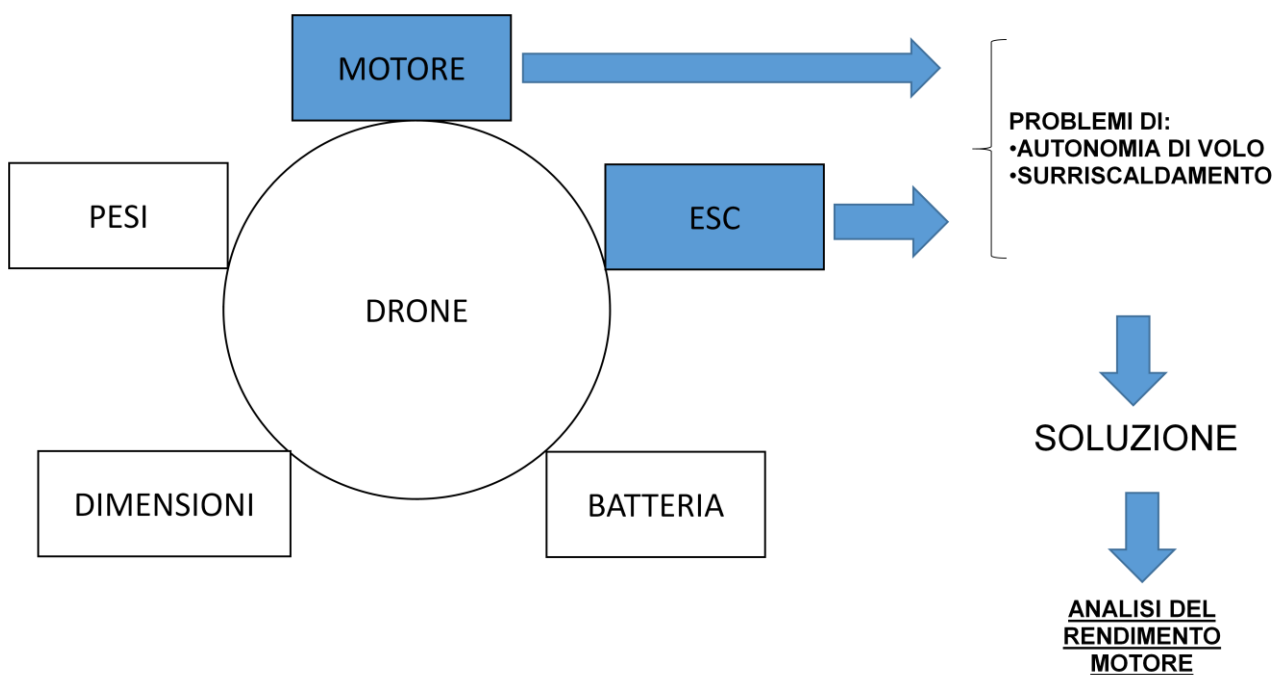 MOTORE
PESI
ESC
DRONE
DIMENSIONI
BATTERIA
PROBLEMI DI:
•AUTONOMIA DI VOLO
•SURRISCALDAMENTO
SOLUZIONE
ANALISI DEL
RENDIMENTO
MOTORE